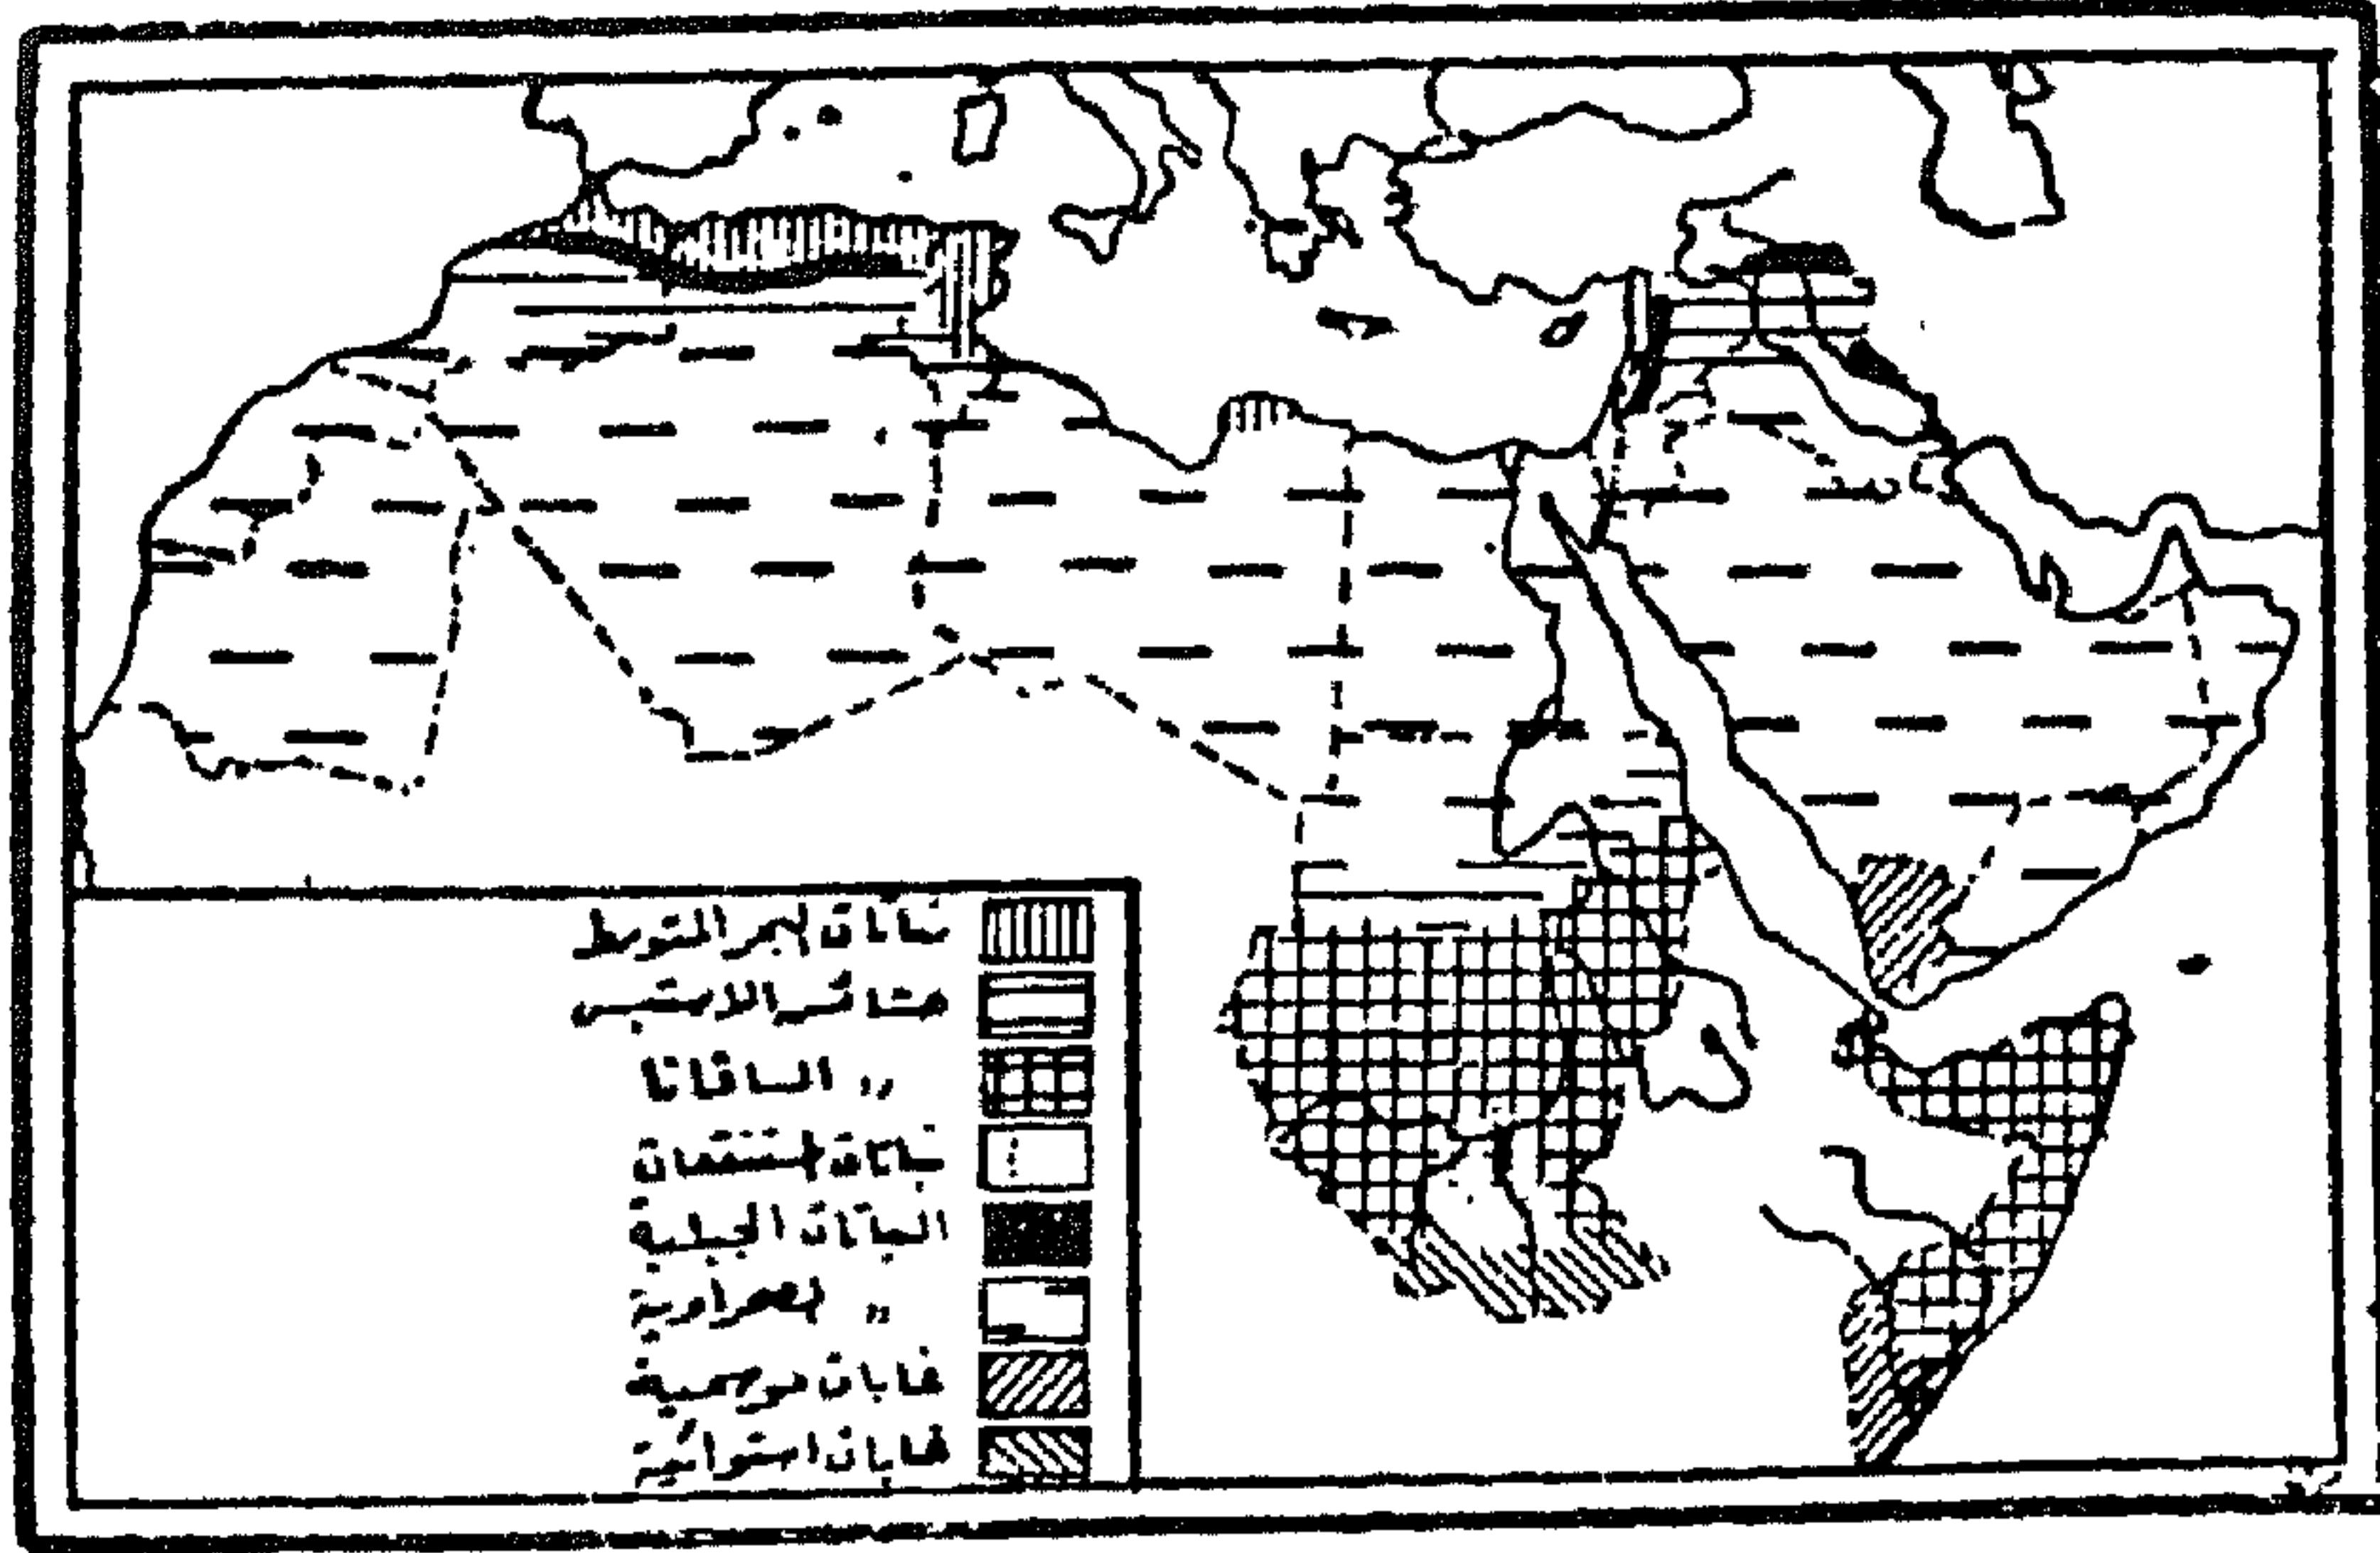 نباتات البحر المتوسط
حشائش الاستبس
〃 السافانا
نباتات المستنقعات
النباتات الجبلية
〃 الصحراوية
غابات موسمية
غابات استوائية